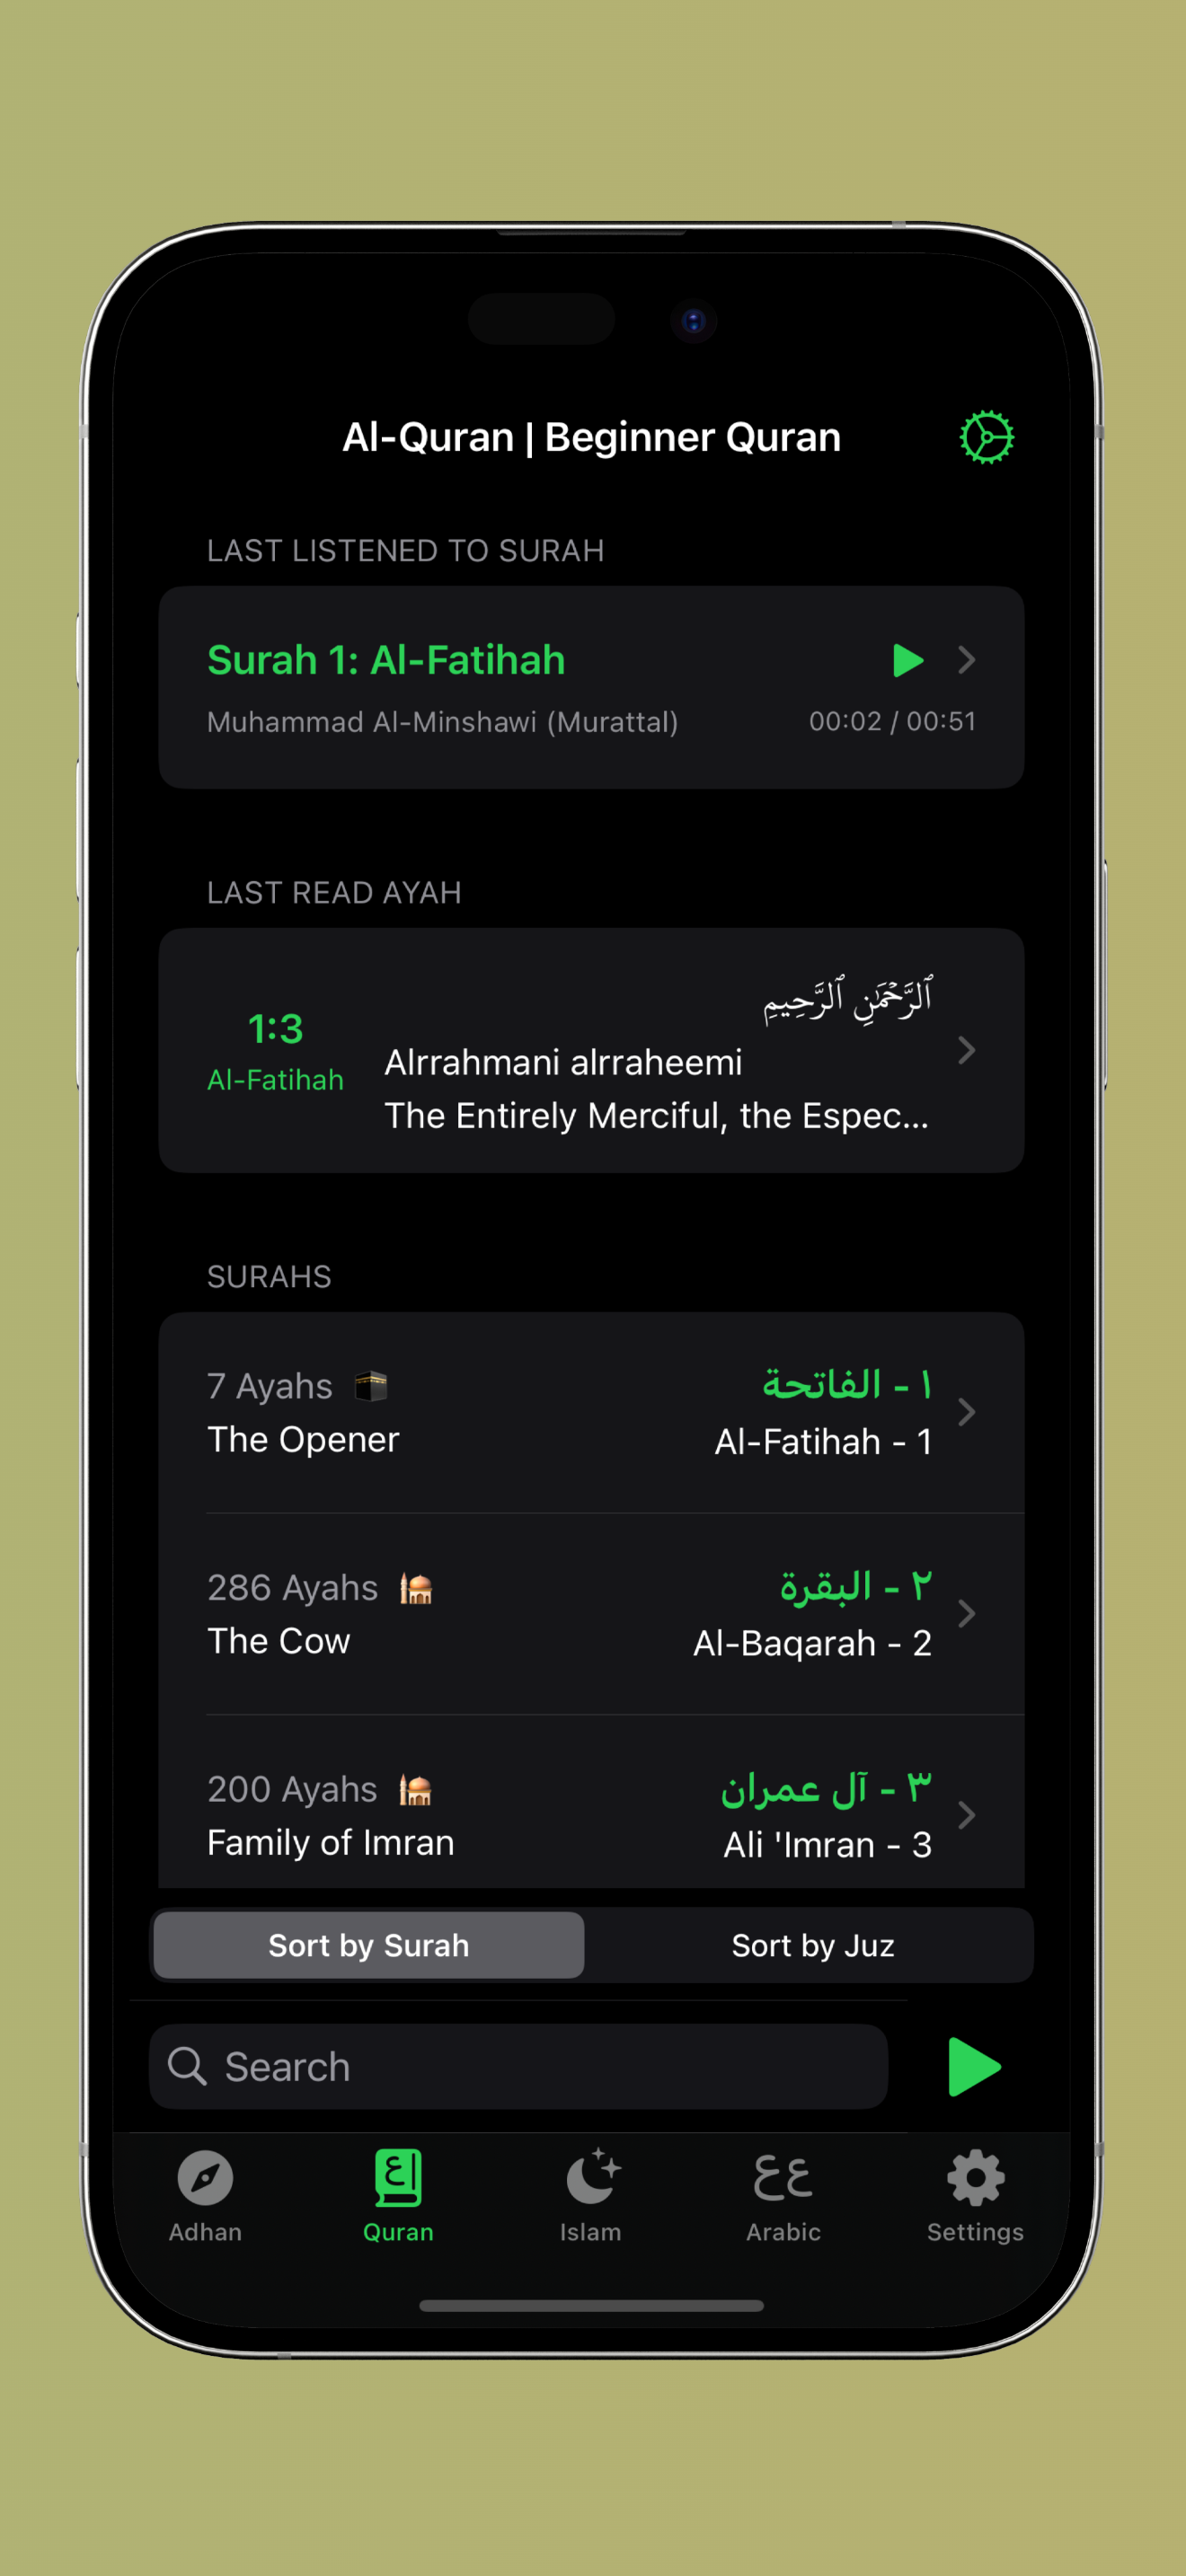 Al-Quran | Beginner Quran
LAST LISTENED TO SURAH
Surah 1: Al-Fatihah
Muhammad Al-Minshawi (Murattal)
00:02 / 00:51
LAST READ AYAH
1:3
Al-Fatihah
ٱلرَّحْمَٰنِ ٱلرَّحِيمِ
Alrrahmani alrraheemi
The Entirely Merciful, the Espec...
SURAHS
7 Ayahs
The Opener
١ - الفاتحة
Al-Fatihah - 1
286 Ayahs
The Cow
٢ - البقرة
Al-Baqarah - 2
200 Ayahs
Family of Imran
٣ - آل عمران
Ali 'Imran - 3
Sort by Surah
Sort by Juz
Search
Adhan
Quran
Islam
Arabic
Settings